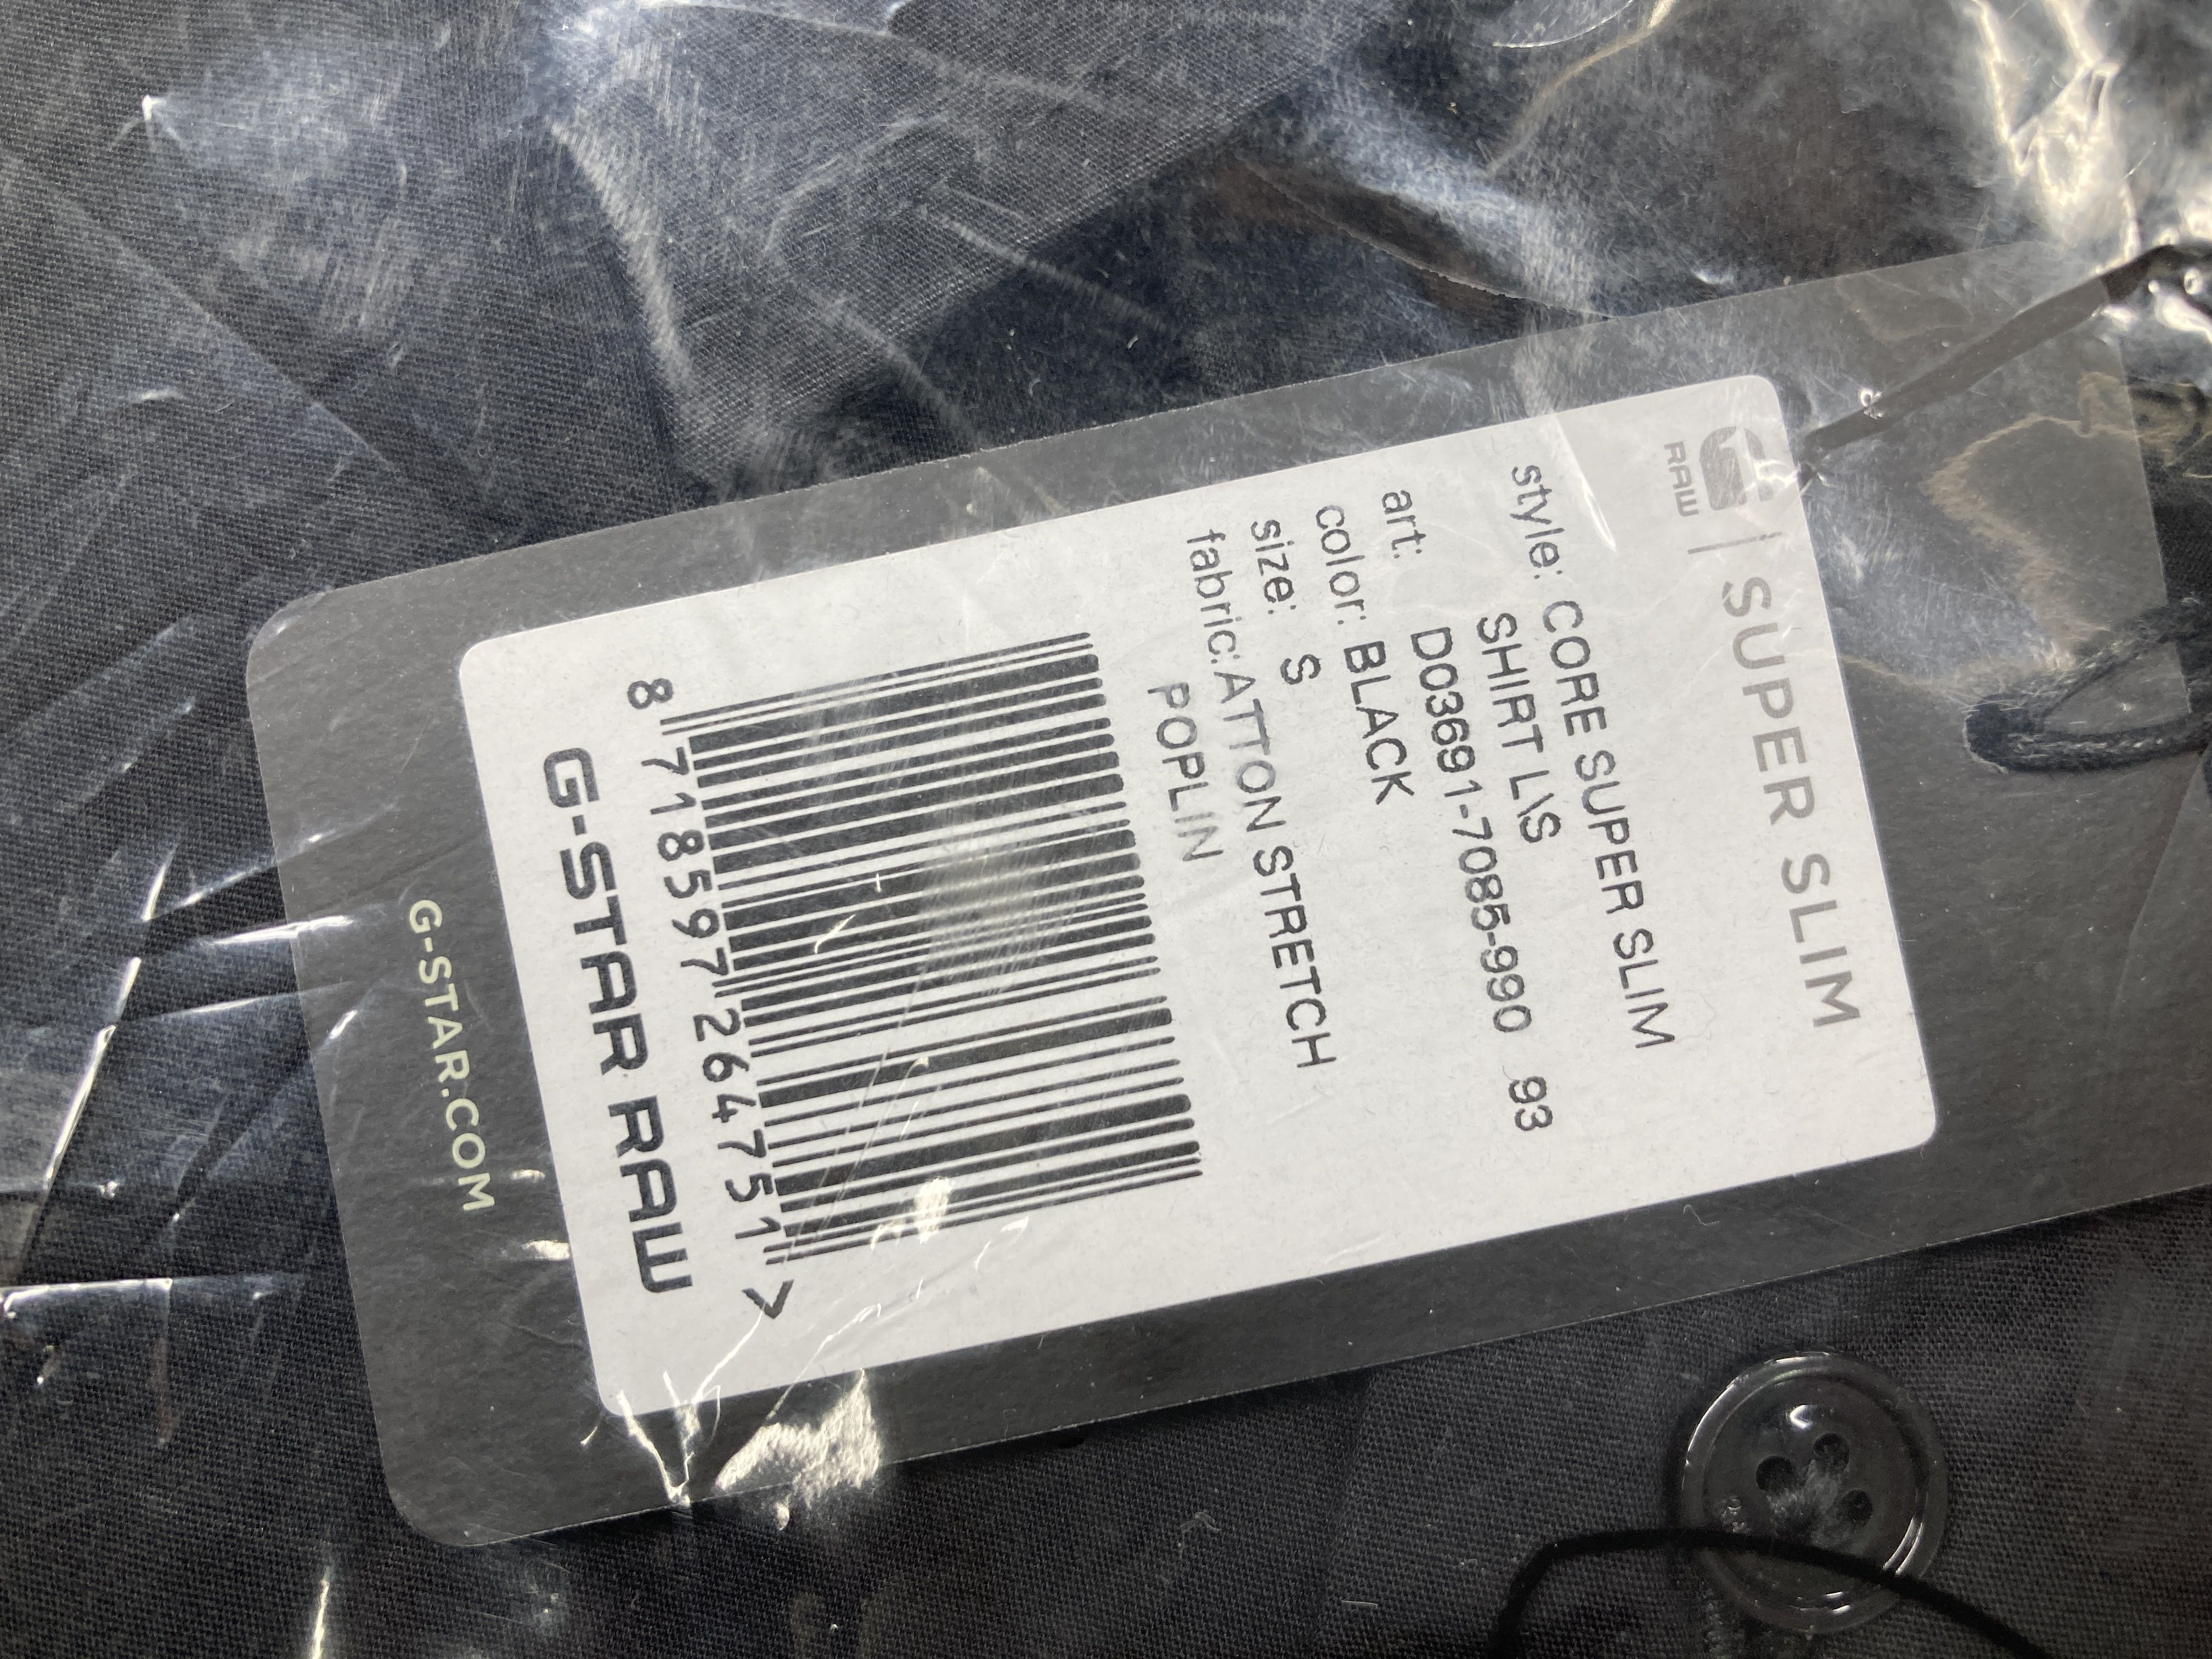 RAW | SUPER SLIM
style: CORE SUPER SLIM
SHIRT L\S
art: D03691-7085-990 93
color: BLACK
size: S
fabric: ATTON STRETCH
POPLIN
8 718597 264751 >
G-STAR RAW
G-STAR.COM